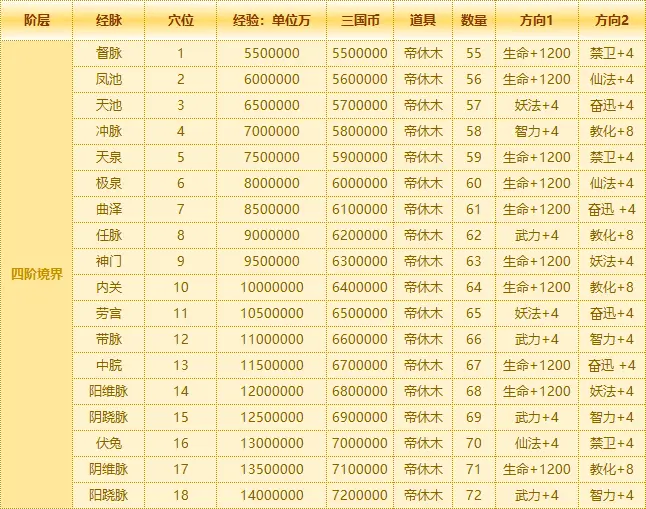 阶层 经脉 穴位 经验：单位万 三国币 道具 数量 方向1 方向2
督脉 1 5500000 5500000 帝休木 55 生命+1200 禁卫+4
凤池 2 6000000 5600000 帝休木 56 生命+1200 仙法+4
天池 3 6500000 5700000 帝休木 57 妖法+4 奋迅+4
冲脉 4 7000000 5800000 帝休木 58 智力+4 教化+8
天泉 5 7500000 5900000 帝休木 59 生命+1200 禁卫+4
极泉 6 8000000 6000000 帝休木 60 生命+1200 仙法+4
曲泽 7 8500000 6100000 帝休木 61 生命+1200 奋迅 +4
任脉 8 9000000 6200000 帝休木 62 武力+4 教化+8
神门 9 9500000 6300000 帝休木 63 生命+1200 妖法+4
四阶境界
内关 10 10000000 6400000 帝休木 64 生命+1200 教化+8
劳宫 11 10500000 6500000 帝休木 65 妖法+4 奋迅+4
带脉 12 11000000 6600000 帝休木 66 武力+4 智力+4
中脘 13 11500000 6700000 帝休木 67 生命+1200 奋迅 +4
阳维脉 14 12000000 6800000 帝休木 68 生命+1200 妖法+4
阴跷脉 15 12500000 6900000 帝休木 69 武力+4 智力+4
伏兔 16 13000000 7000000 帝休木 70 仙法+4 禁卫+4
阴维脉 17 13500000 7100000 帝休木 71 生命+1200 教化+8
阳跷脉 18 14000000 7200000 帝休木 72 武力+4 智力+4